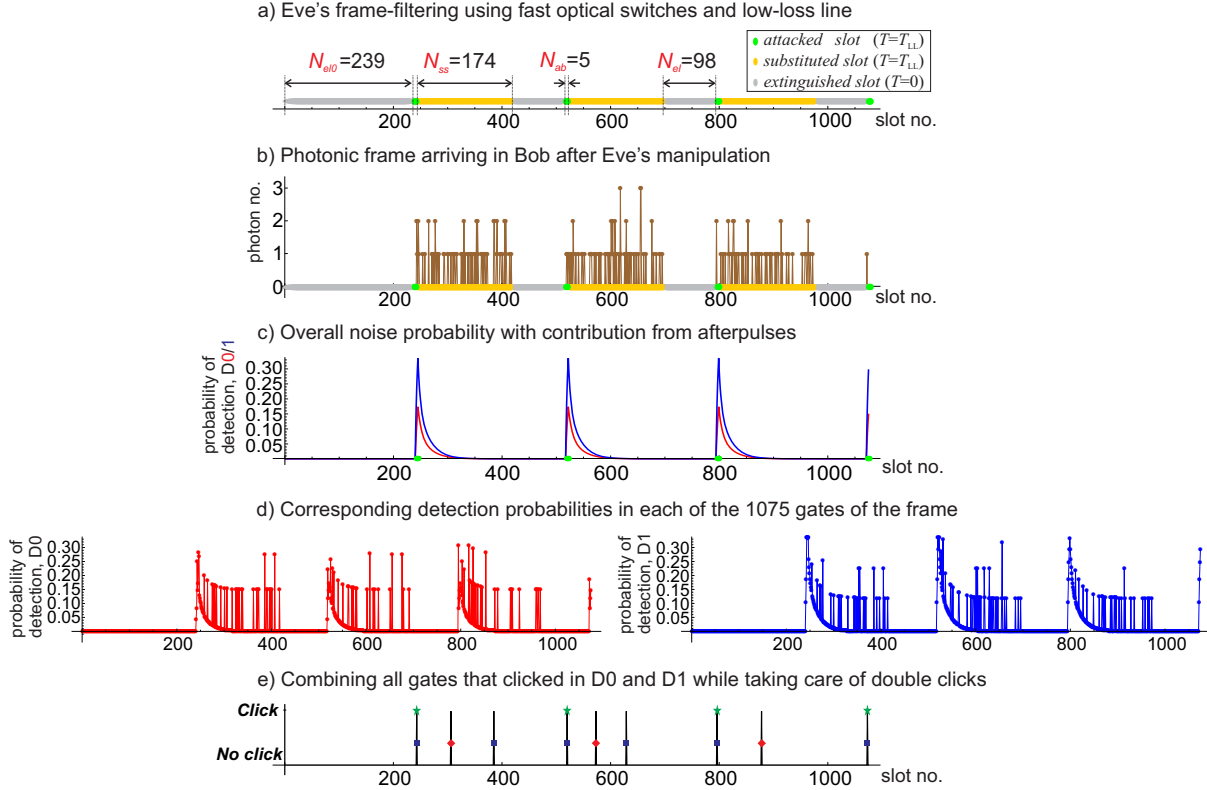 a) Eve's frame-filtering using fast optical switches and low-loss line
N_el0=239
N_ss=174
N_ab=5
N_el=98
attacked slot (T=T_LL)
substituted slot (T=T_LL)
extinguished slot (T=0)
200 400 600 800 1000 slot no.
b) Photonic frame arriving in Bob after Eve's manipulation
photon no.
3
2
1
0
200 400 600 800 1000 slot no.
c) Overall noise probability with contribution from afterpulses
probability of
detection, D0/1
0.30
0.25
0.20
0.15
0.05
200 400 600 800 1000 slot no.
d) Corresponding detection probabilities in each of the 1075 gates of the frame
probability of
detection, D0
0.30
0.25
0.20
0.15
0.10
0.05
200 400 600 800 1000
probability of
detection, D1
0.30
0.25
0.20
0.15
0.10
0.05
200 400 600 800 1000
e) Combining all gates that clicked in D0 and D1 while taking care of double clicks
Click
No click
200 400 600 800 1000 slot no.